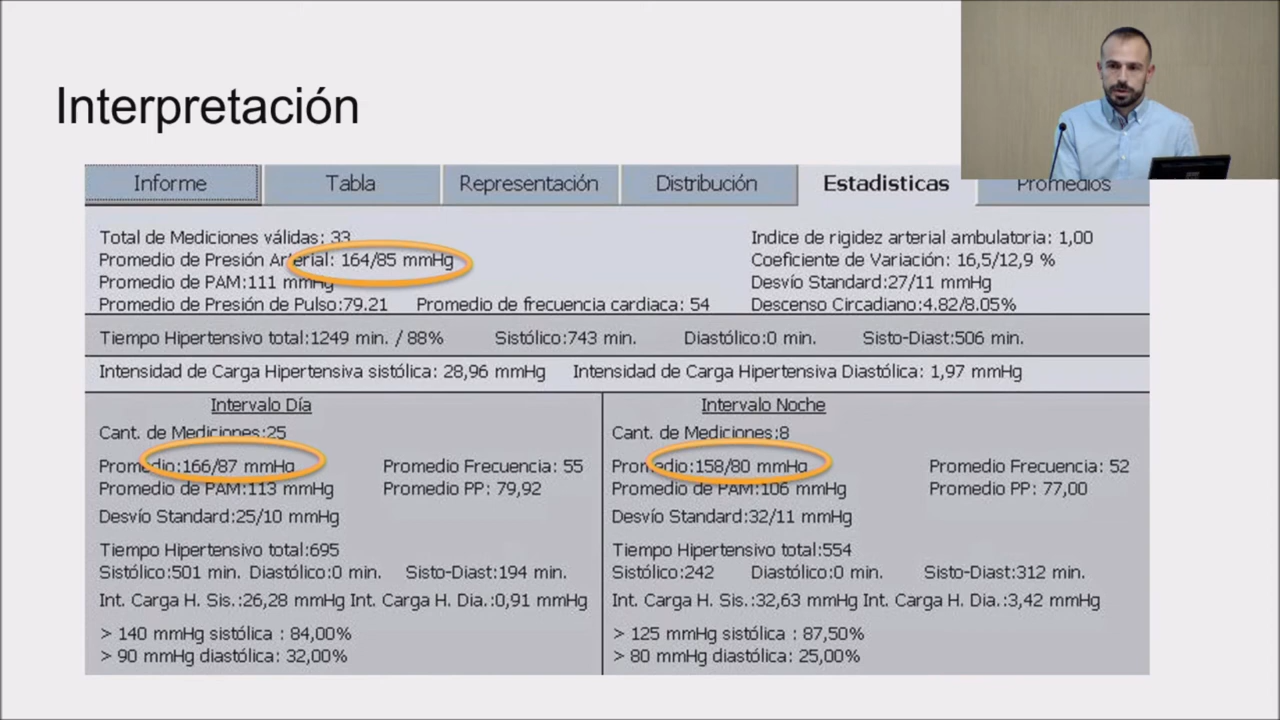 Interpretación
Informe Tabla Representación Distribución Estadisticas Promedios
Total de Mediciones válidas: 33 Indice de rigidez arterial ambulatoria: 1,00
Promedio de Presión Arterial: 164/85 mmHg Coeficiente de Variación: 16,5/12,9 %
Promedio de PAM:111 mmHg Desvío Standard:27/11 mmHg
Promedio de Presión de Pulso:79.21 Promedio de frecuencia cardiaca: 54 Descenso Circadiano:4.82/8.05%
Tiempo Hipertensivo total:1249 min. / 88% Sistólico:743 min. Diastólico:0 min. Sisto-Diast:506 min.
Intensidad de Carga Hipertensiva sistólica: 28,96 mmHg Intensidad de Carga Hipertensiva Diastólica: 1,97 mmHg
Intervalo Día
Cant. de Mediciones:25
Promedio:166/87 mmHg Promedio Frecuencia: 55
Promedio de PAM:113 mmHg Promedio PP: 79,92
Desvío Standard:25/10 mmHg
Tiempo Hipertensivo total:695
Sistólico:501 min. Diastólico:0 min. Sisto-Diast:194 min.
Int. Carga H. Sis.:26,28 mmHg Int. Carga H. Dia.:0,91 mmHg
> 140 mmHg sistólica : 84,00%
> 90 mmHg diastólica: 32,00%
Intervalo Noche
Cant. de Mediciones:8
Promedio:158/80 mmHg Promedio Frecuencia: 52
Promedio de PAM:106 mmHg Promedio PP: 77,00
Desvío Standard:32/11 mmHg
Tiempo Hipertensivo total:554
Sistólico:242 Diastólico:0 min. Sisto-Diast:312 min.
Int. Carga H. Sis.:32,63 mmHg Int. Carga H. Dia.:3,42 mmHg
> 125 mmHg sistólica : 87,50%
> 80 mmHg diastólica: 25,00%